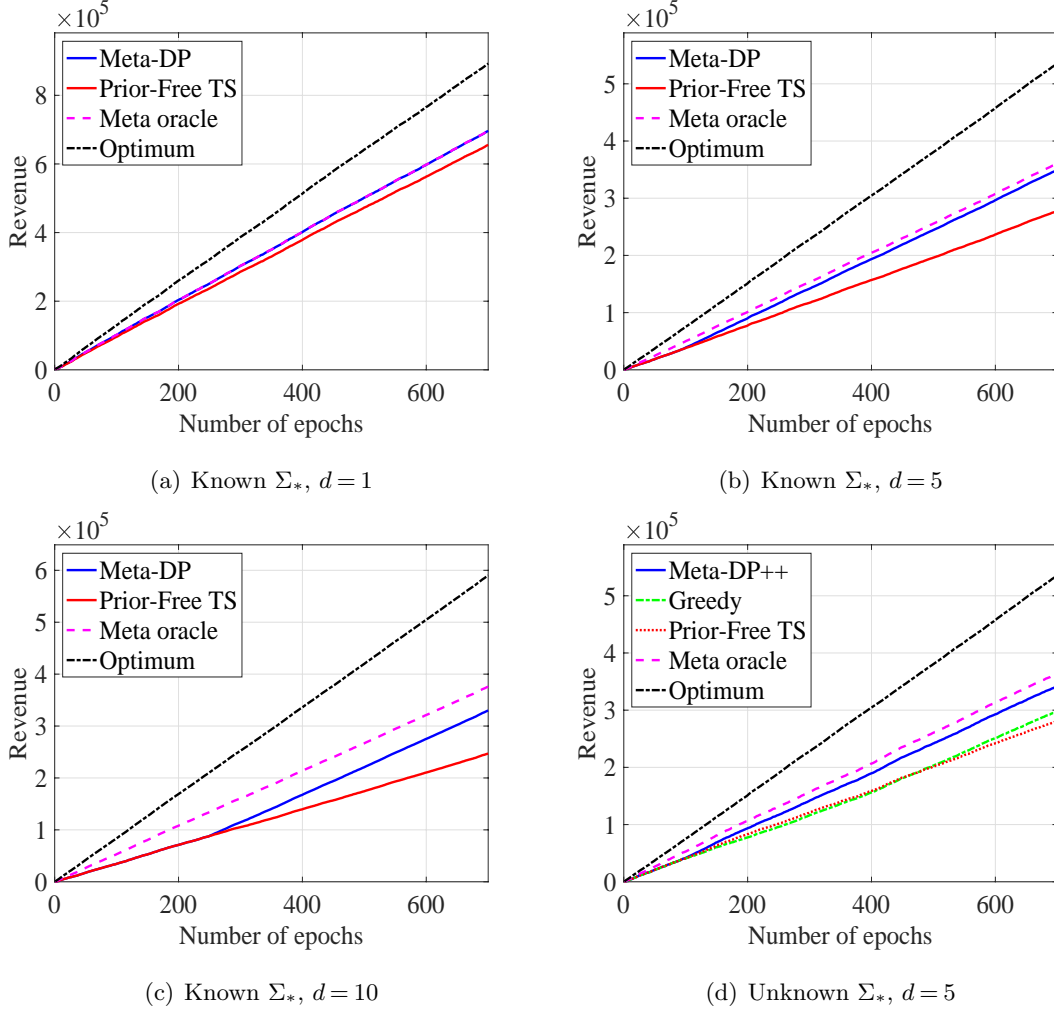 ×10^5
Meta-DP
Prior-Free TS
Meta oracle
Optimum
8
6
4
2
0
Revenue
0 200 400 600
Number of epochs
(a) Known Σ∗, d = 1
×10^5
Meta-DP
Prior-Free TS
Meta oracle
Optimum
5
4
3
2
1
0
Revenue
0 200 400 600
Number of epochs
(b) Known Σ∗, d = 5
×10^5
Meta-DP
Prior-Free TS
Meta oracle
Optimum
6
5
4
3
2
1
0
Revenue
0 200 400 600
Number of epochs
(c) Known Σ∗, d = 10
×10^5
Meta-DP++
Greedy
Prior-Free TS
Meta oracle
Optimum
5
4
3
2
1
0
Revenue
0 200 400 600
Number of epochs
(d) Unknown Σ∗, d = 5